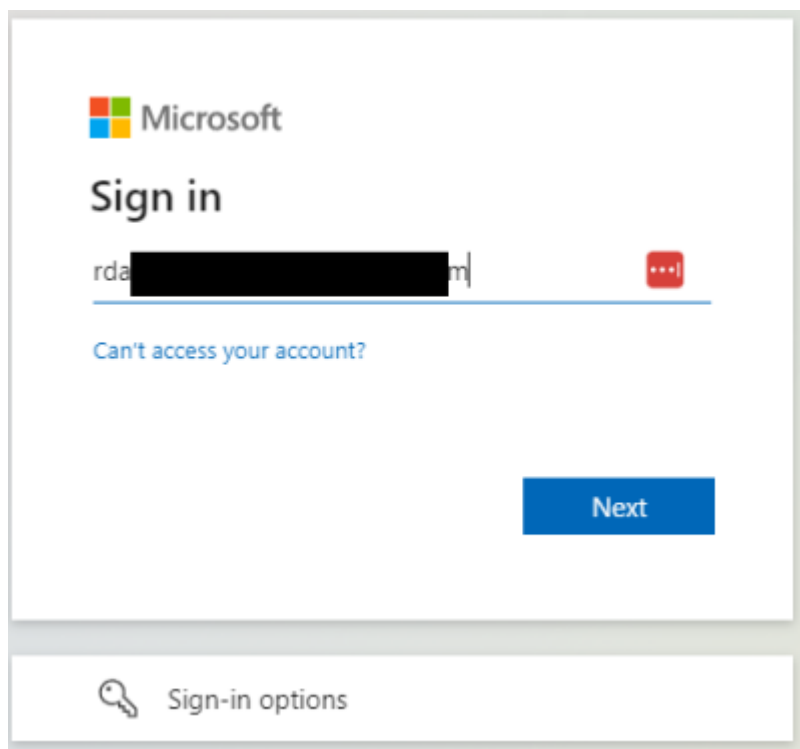 Microsoft
Sign in
rda m
Can't access your account?
Next
Sign-in options